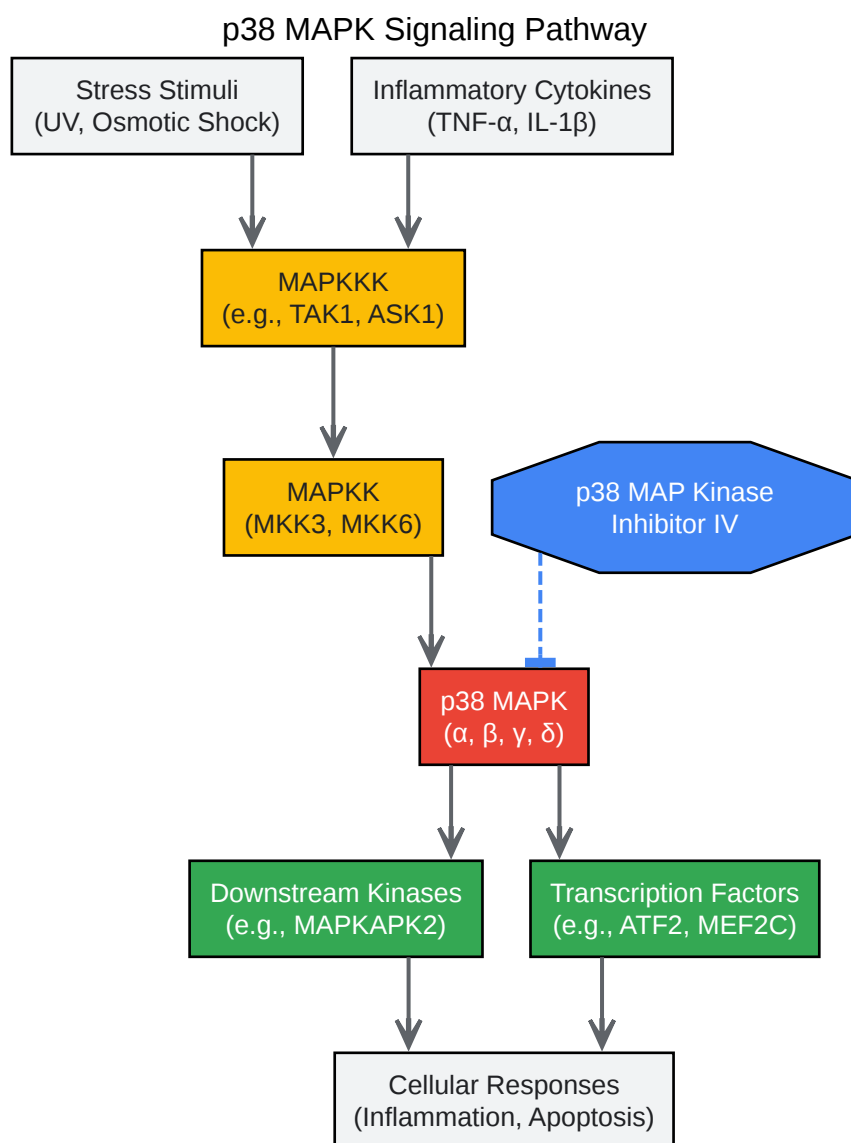 p38 MAPK Signaling Pathway
Stress Stimuli
(UV, Osmotic Shock)
Inflammatory Cytokines
(TNF-α, IL-1β)
MAPKKK
(e.g., TAK1, ASK1)
MAPKK
(MKK3, MKK6)
p38 MAP Kinase
Inhibitor IV
p38 MAPK
(α, β, γ, δ)
Downstream Kinases
(e.g., MAPKAPK2)
Transcription Factors
(e.g., ATF2, MEF2C)
Cellular Responses
(Inflammation, Apoptosis)